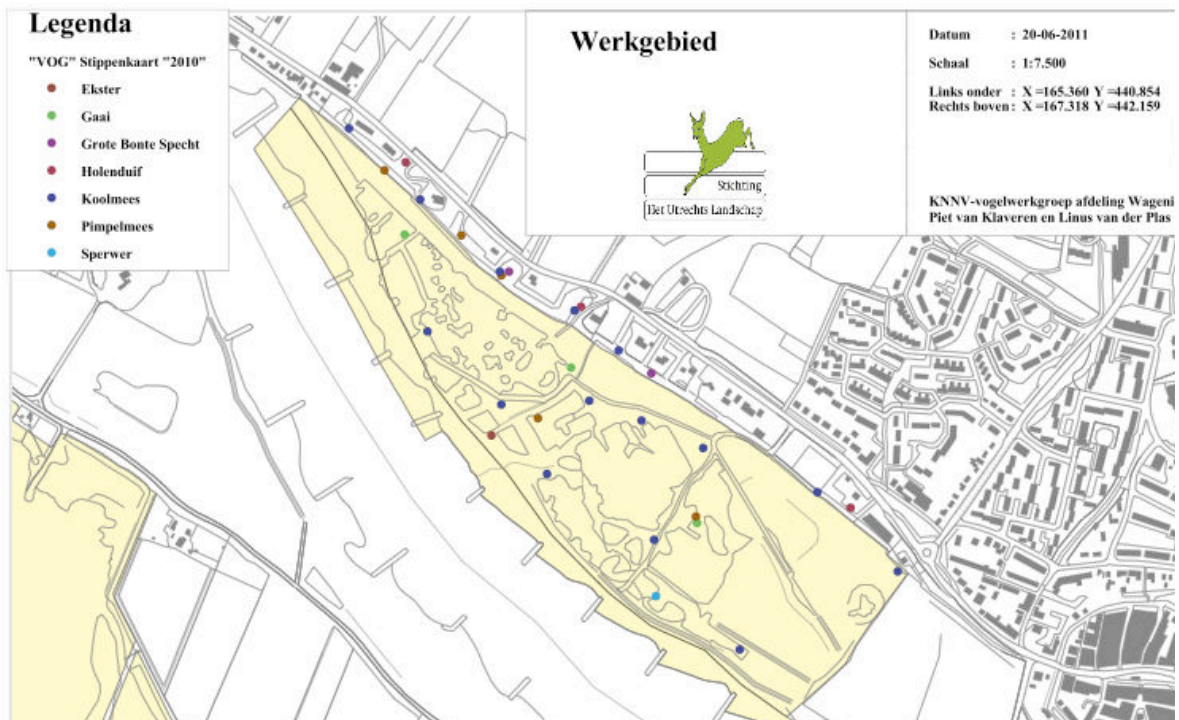 Legenda
"VOG" Stippenkaart "2010"
Ekster
Gaai
Grote Bonte Specht
Holenduif
Koolmees
Pimpelmees
Sperwer
Werkgebied
Stichting
Het Utrechts Landschap
Datum : 20-06-2011
Schaal : 1:7.500
Links onder : X =165.360 Y =440.854
Rechts boven : X =167.318 Y =442.159
KNNV-vogelwerkgroep afdeling Wageni
Piet van Klaveren en Linus van der Plas